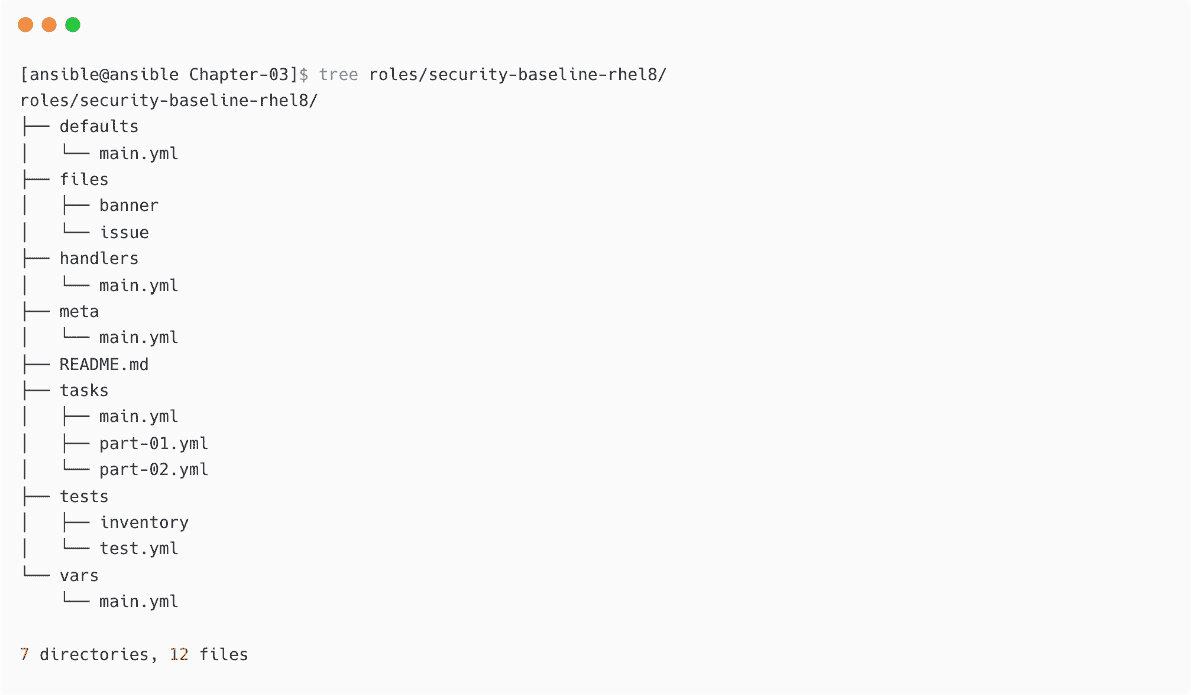 [ansible@ansible Chapter-03]$ tree roles/security-baseline-rhel8/
roles/security-baseline-rhel8/
├── defaults
│   └── main.yml
├── files
│   ├── banner
│   └── issue
├── handlers
│   └── main.yml
├── meta
│   └── main.yml
├── README.md
├── tasks
│   ├── main.yml
│   ├── part-01.yml
│   └── part-02.yml
├── tests
│   ├── inventory
│   └── test.yml
└── vars
    └── main.yml
7 directories, 12 files